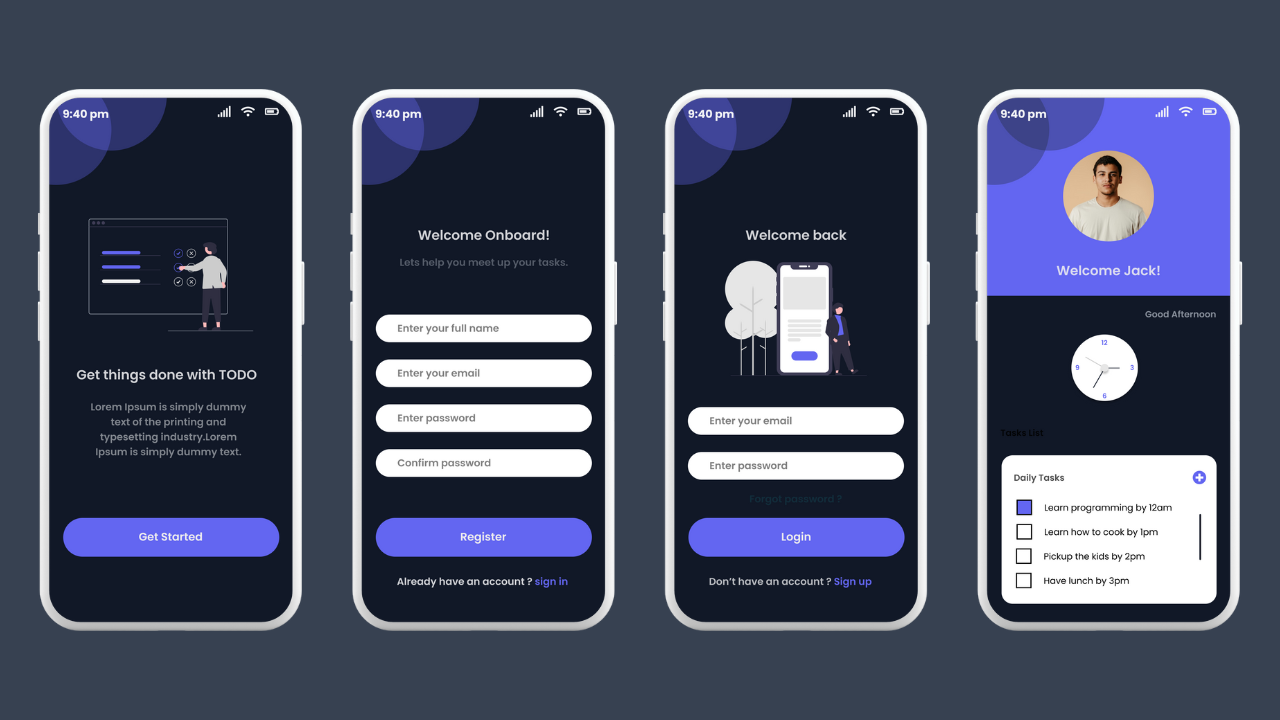 9:40 pm
Get things done with TODO
Lorem Ipsum is simply dummy
text of the printing and
typesetting industry.Lorem
Ipsum is simply dummy text.
Get Started
9:40 pm
Welcome Onboard!
Lets help you meet up your tasks.
Enter your full name
Enter your email
Enter password
Confirm password
Register
Already have an account ? sign in
9:40 pm
Welcome back
Enter your email
Enter password
Forgot password ?
Login
Don't have an account ? Sign up
9:40 pm
Welcome Jack!
Good Afternoon
12
9 3
6
Tasks List
Daily Tasks
Learn programming by 12am
Learn how to cook by 1pm
Pickup the kids by 2pm
Have lunch by 3pm